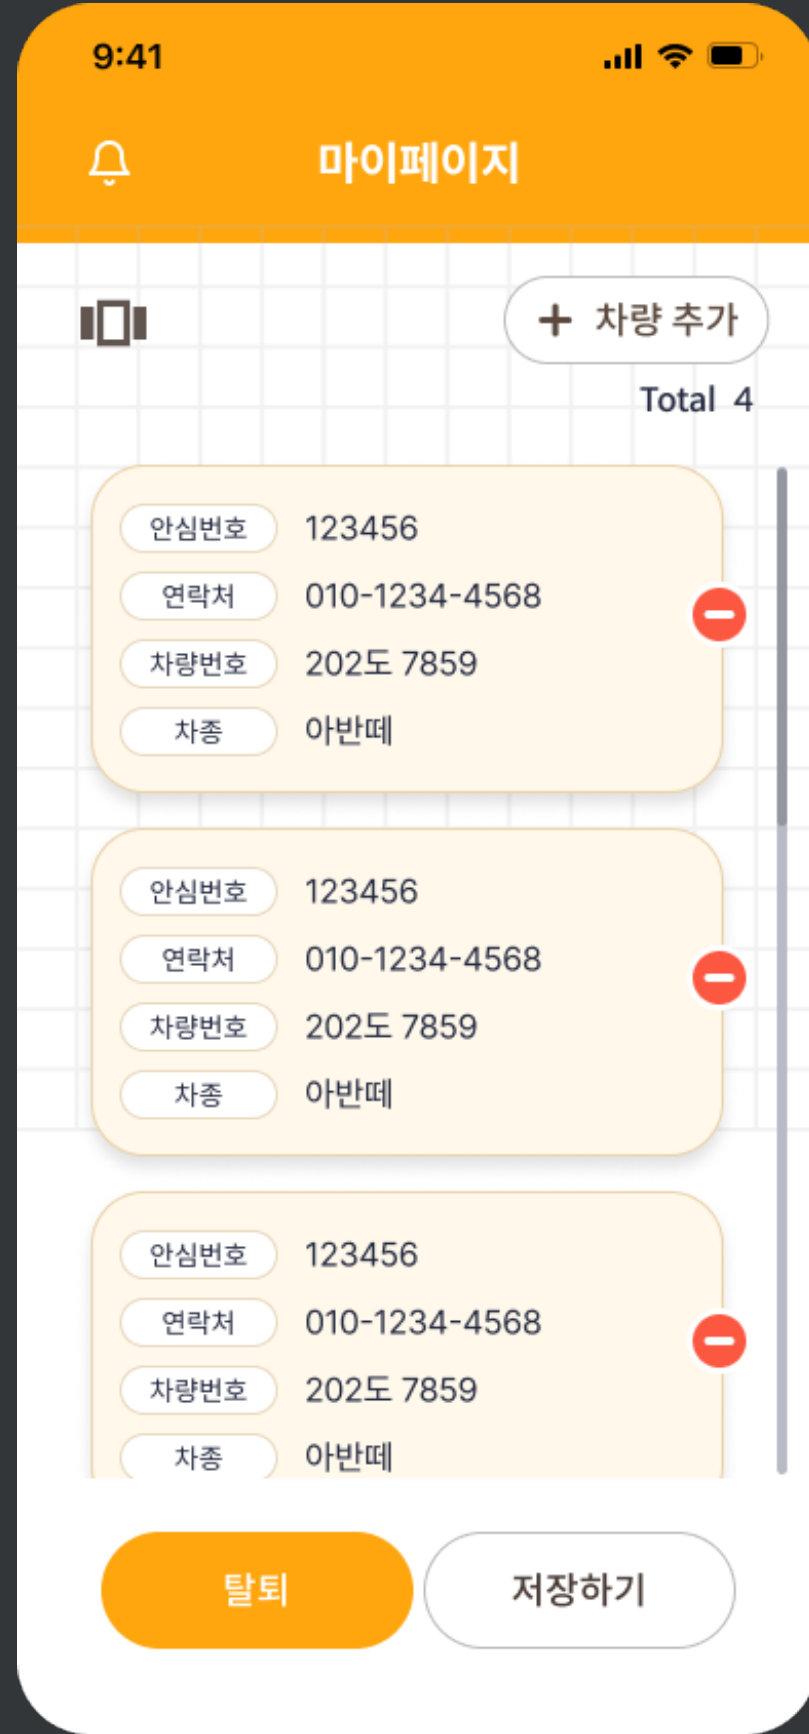 9:41
마이페이지
+ 차량 추가
Total 4
안심번호 123456
연락처 010-1234-4568
차량번호 202도 7859
차종 아반떼
안심번호 123456
연락처 010-1234-4568
차량번호 202도 7859
차종 아반떼
안심번호 123456
연락처 010-1234-4568
차량번호 202도 7859
차종 아반떼
탈퇴 저장하기